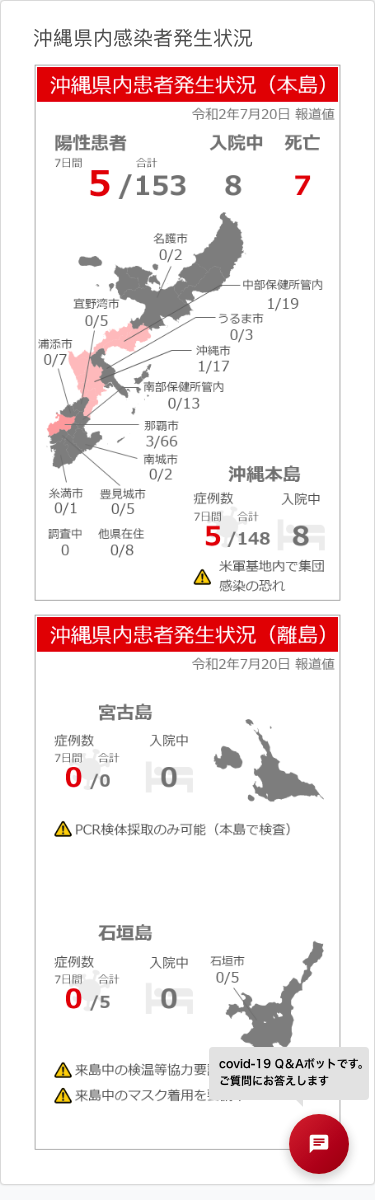 沖縄県内感染者発生状況
沖縄県内患者発生状況（本島）
令和2年7月20日 報道値
陽性患者 入院中 死亡
7日間 合計
5/153 8 7
名護市
0/2
中部保健所管内
1/19
宜野湾市
0/5
うるま市
0/3
浦添市
0/7
沖縄市
1/17
南部保健所管内
0/13
那覇市
3/66
南城市
0/2
糸満市
0/1
豊見城市
0/5
調査中
0
他県在住
0/8
沖縄本島
症例数 入院中
7日間 合計
5/148 8
米軍基地内で集団
感染の恐れ
沖縄県内患者発生状況（離島）
令和2年7月20日 報道値
宮古島
症例数 入院中
7日間 合計
0/0 0
PCR検体採取のみ可能（本島で検査）
石垣島
症例数 入院中
7日間 合計
0/5 0
石垣市
0/5
来島中の検温等協力要
来島中のマスク着用を
covid-19 Q＆Aボットです。
ご質問にお答えします